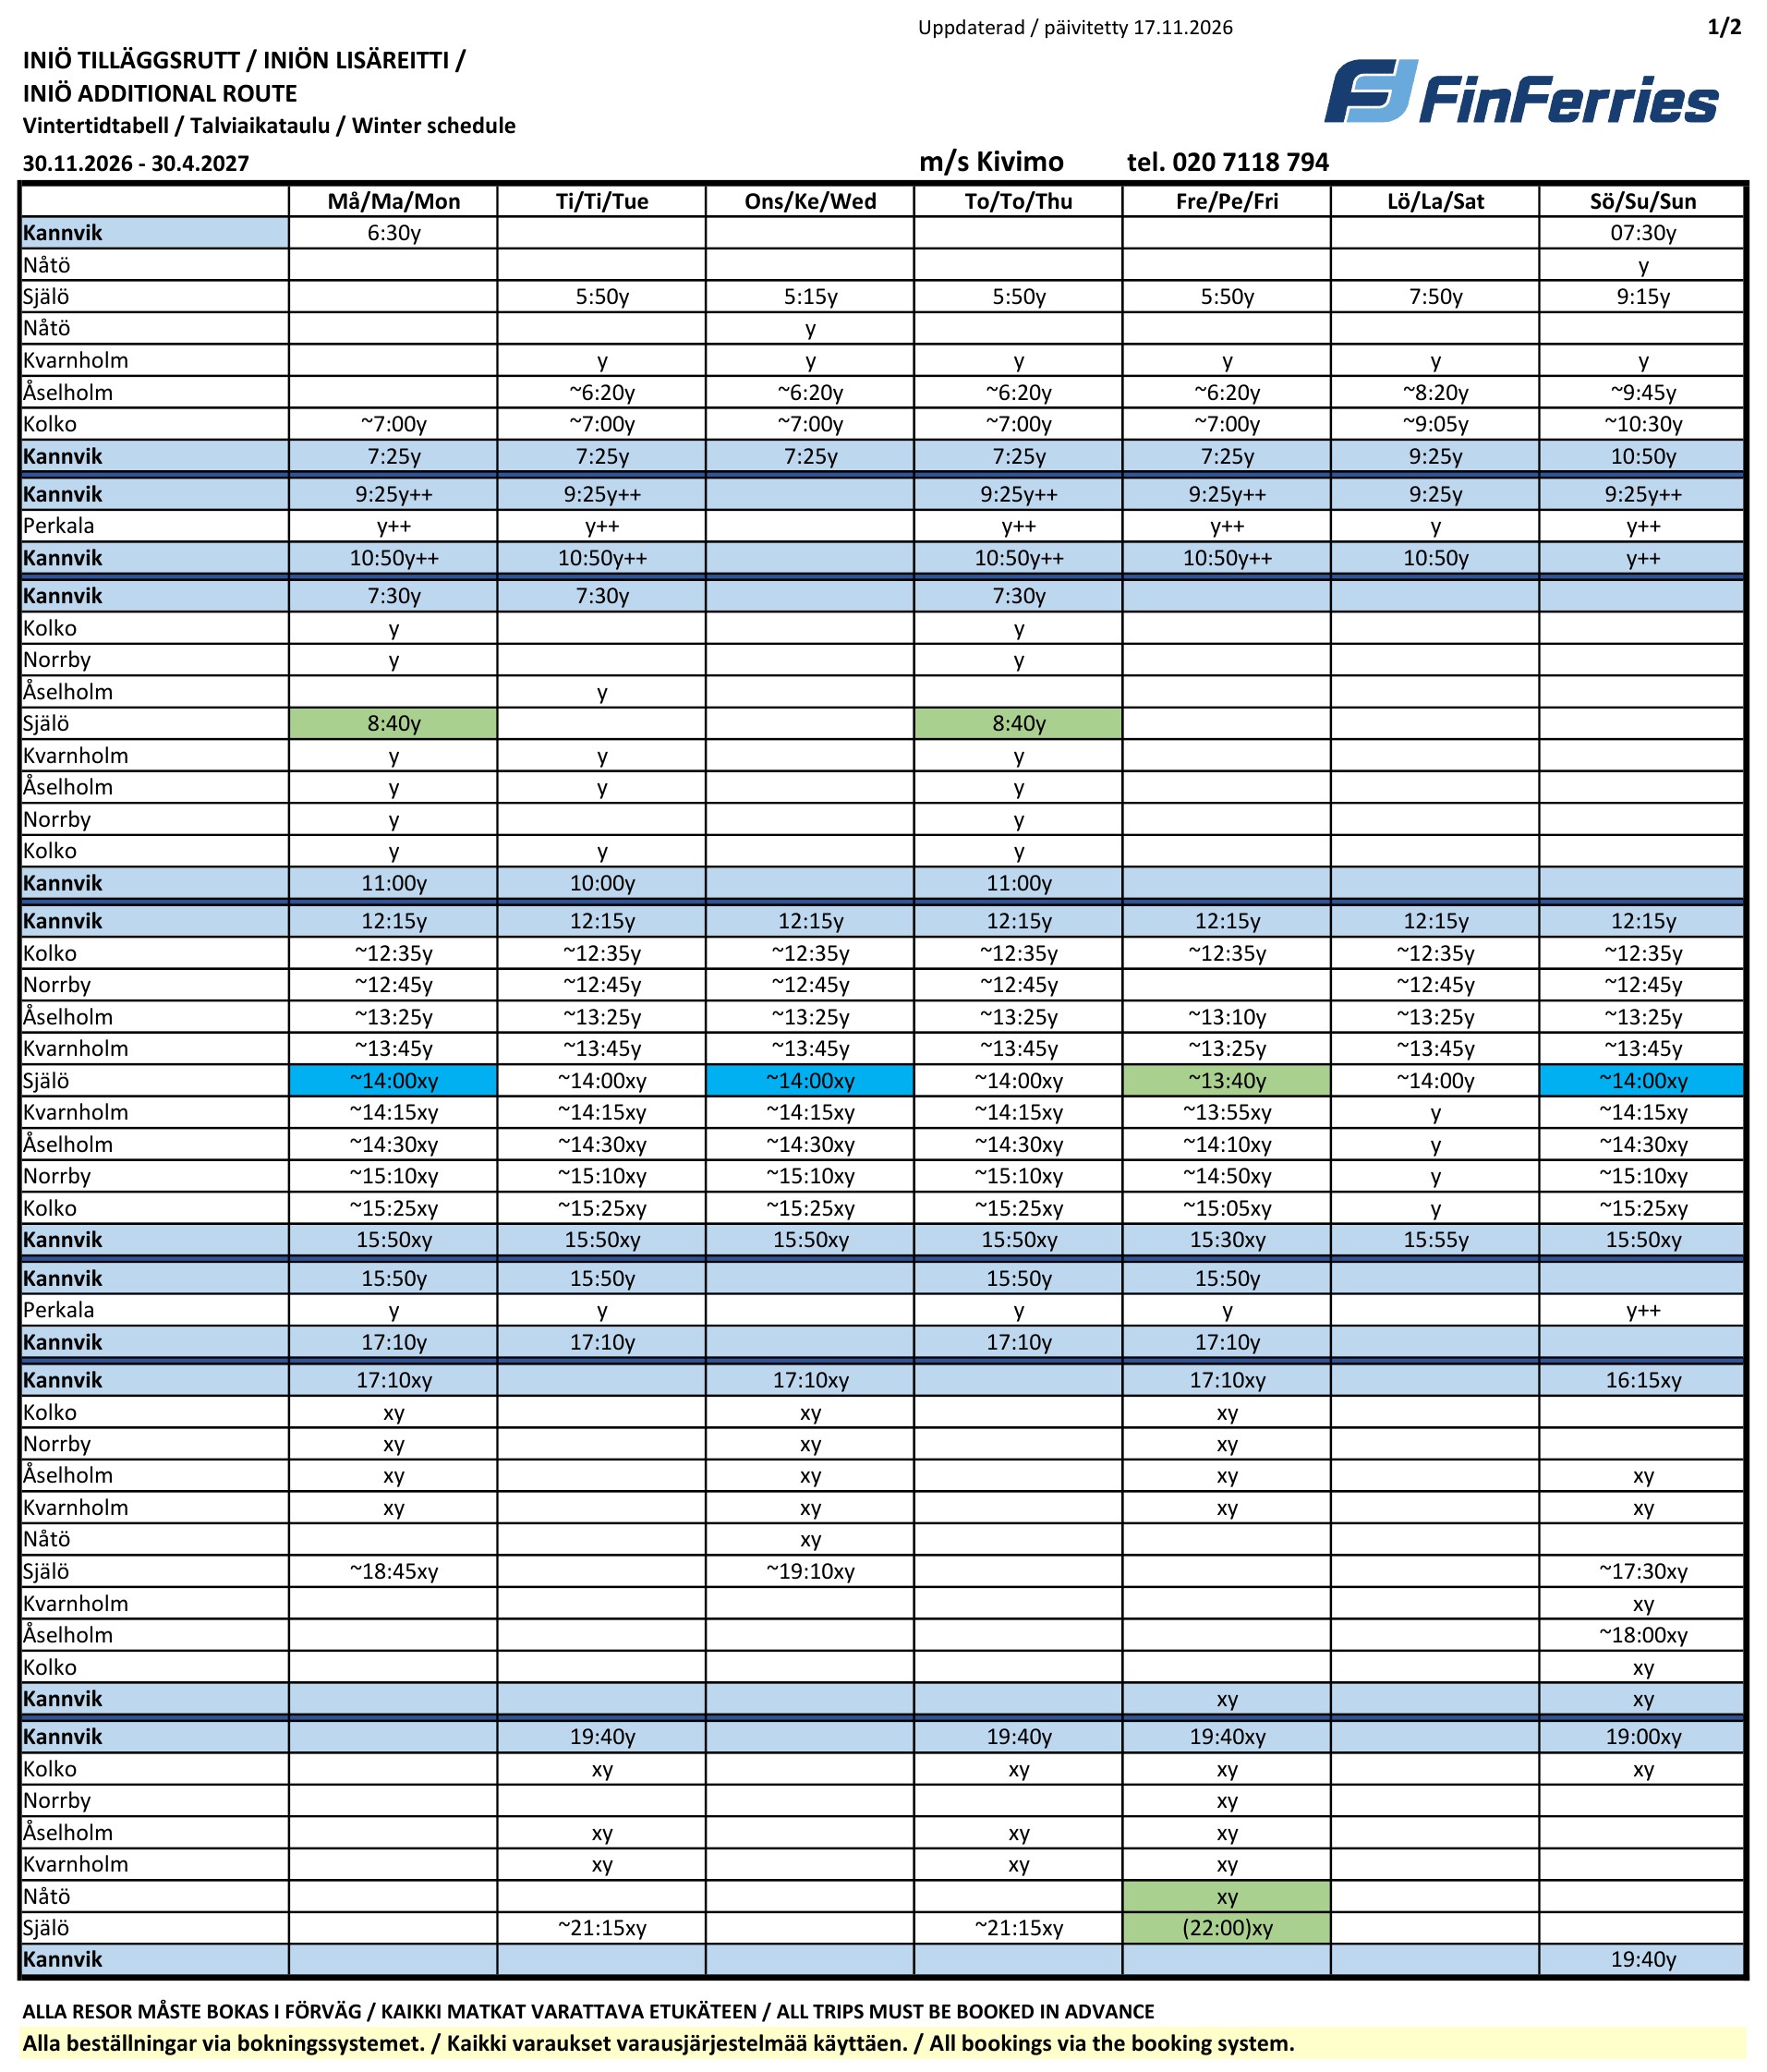 Uppdaterad / päivitetty 17.11.2026 1/2
INIÖ TILLÄGGSRUTT / INIÖN LISÄREITTI /
INIÖ ADDITIONAL ROUTE
FinFerries
Vintertidtabell / Talviaikataulu / Winter schedule
30.11.2026 - 30.4.2027 m/s Kivimo tel. 020 7118 794
Må/Ma/Mon Ti/Ti/Tue Ons/Ke/Wed To/To/Thu Fre/Pe/Fri Lö/La/Sat Sö/Su/Sun
Kannvik 6:30y 07:30y
Nåtö y
Själö 5:50y 5:15y 5:50y 5:50y 7:50y 9:15y
Nåtö y
Kvarnholm y y y y y y
Åselholm ~6:20y ~6:20y ~6:20y ~6:20y ~8:20y ~9:45y
Kolko ~7:00y ~7:00y ~7:00y ~7:00y ~7:00y ~9:05y ~10:30y
Kannvik 7:25y 7:25y 7:25y 7:25y 7:25y 9:25y 10:50y
Kannvik 9:25y++ 9:25y++ 9:25y++ 9:25y++ 9:25y 9:25y++
Perkala y++ y++ y++ y++ y y++
Kannvik 10:50y++ 10:50y++ 10:50y++ 10:50y++ 10:50y y++
Kannvik 7:30y 7:30y 7:30y
Kolko y y
Norrby y y
Åselholm y
Själö 8:40y 8:40y
Kvarnholm y y y
Åselholm y y y
Norrby y y
Kolko y y y
Kannvik 11:00y 10:00y 11:00y
Kannvik 12:15y 12:15y 12:15y 12:15y 12:15y 12:15y 12:15y
Kolko ~12:35y ~12:35y ~12:35y ~12:35y ~12:35y ~12:35y ~12:35y
Norrby ~12:45y ~12:45y ~12:45y ~12:45y ~12:45y ~12:45y
Åselholm ~13:25y ~13:25y ~13:25y ~13:25y ~13:10y ~13:25y ~13:25y
Kvarnholm ~13:45y ~13:45y ~13:45y ~13:45y ~13:25y ~13:45y ~13:45y
Själö ~14:00xy ~14:00xy ~14:00xy ~14:00xy ~13:40y ~14:00y ~14:00xy
Kvarnholm ~14:15xy ~14:15xy ~14:15xy ~14:15xy ~13:55xy y ~14:15xy
Åselholm ~14:30xy ~14:30xy ~14:30xy ~14:30xy ~14:10xy y ~14:30xy
Norrby ~15:10xy ~15:10xy ~15:10xy ~15:10xy ~14:50xy y ~15:10xy
Kolko ~15:25xy ~15:25xy ~15:25xy ~15:25xy ~15:05xy y ~15:25xy
Kannvik 15:50xy 15:50xy 15:50xy 15:50xy 15:30xy 15:55y 15:50xy
Kannvik 15:50y 15:50y 15:50y 15:50y
Perkala y y y y y++
Kannvik 17:10y 17:10y 17:10y 17:10y
Kannvik 17:10xy 17:10xy 17:10xy 16:15xy
Kolko xy xy xy
Norrby xy xy xy
Åselholm xy xy xy xy
Kvarnholm xy xy xy xy
Nåtö xy
Själö ~18:45xy ~19:10xy ~17:30xy
Kvarnholm xy
Åselholm ~18:00xy
Kolko xy
Kannvik xy xy
Kannvik 19:40y 19:40y 19:40xy 19:00xy
Kolko xy xy xy xy
Norrby xy
Åselholm xy xy xy
Kvarnholm xy xy xy
Nåtö xy
Själö ~21:15xy ~21:15xy (22:00)xy
Kannvik 19:40y
ALLA RESOR MÅSTE BOKAS I FÖRVÄG / KAIKKI MATKAT VARATTAVA ETUKÄTEEN / ALL TRIPS MUST BE BOOKED IN ADVANCE
Alla beställningar via bokningssystemet. / Kaikki varaukset varausjärjestelmää käyttäen. / All bookings via the booking system.